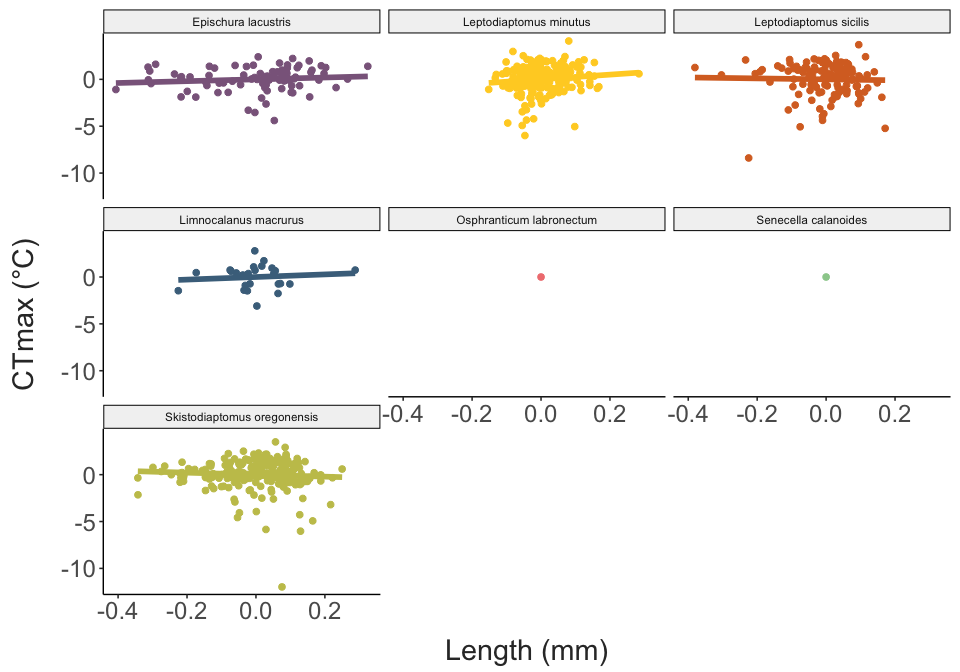 Epischura lacustris
Leptodiaptomus minutus
Leptodiaptomus sicilis
0
-5
-10
Limnocalanus macrurus
Osphranticum labronectum
Senecella calanoides
0
-5
-10
-0.4 -0.2 0.0 0.2
-0.4 -0.2 0.0 0.2
Skistodiaptomus oregonensis
0
-5
-10
-0.4 -0.2 0.0 0.2
CTmax (°C)
Length (mm)